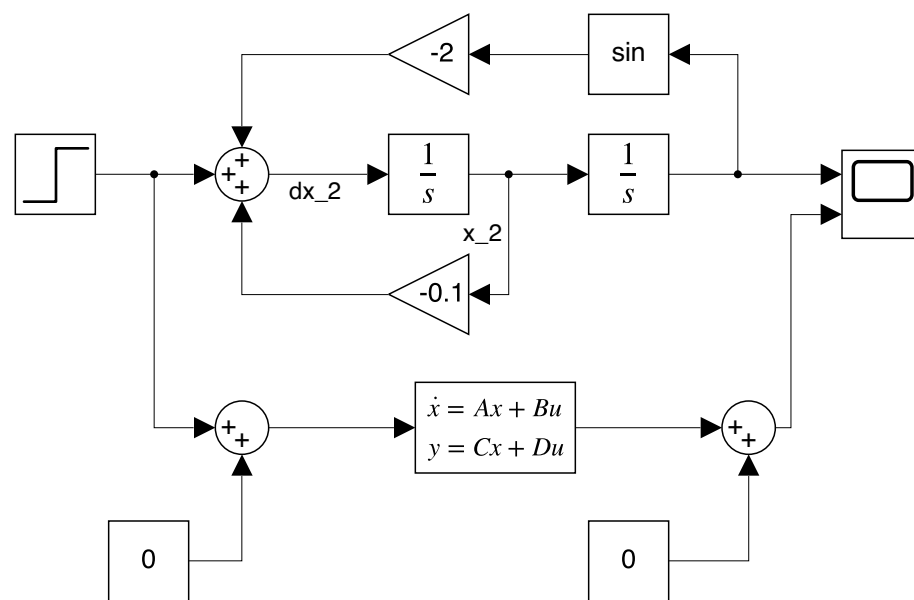 -2
sin
+
+
+
dx_2
1
s
1
s
x_2
-0.1
+
+
ẋ = Ax + Bu
y = Cx + Du
+
+
0
0